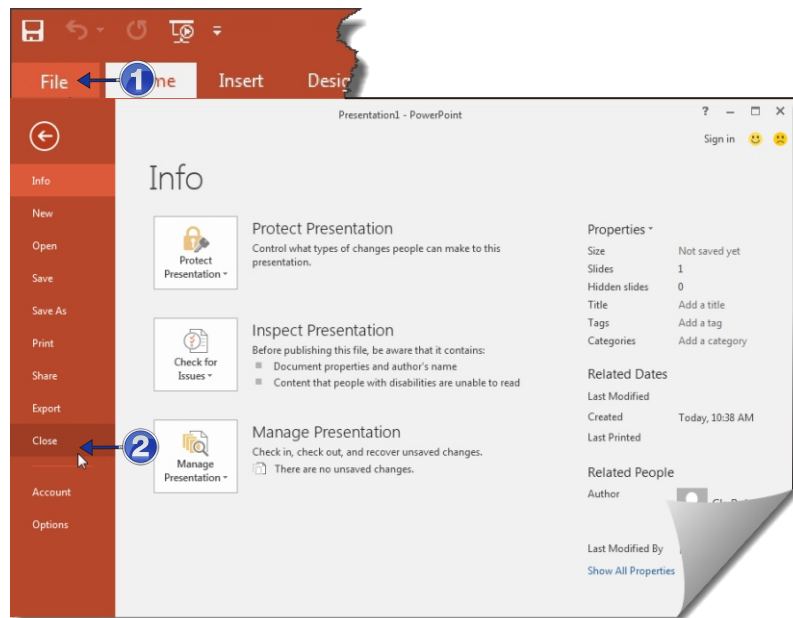 File
1
me
Insert
Desig
Presentation1 - PowerPoint
?
Sign in
Info
New
Open
Save
Save As
Print
Share
Export
Close
2
Account
Options
Info
Protect
Presentation
Protect Presentation
Control what types of changes people can make to this
presentation.
Check for
Issues
Inspect Presentation
Before publishing this file, be aware that it contains:
Document properties and author's name
Content that people with disabilities are unable to read
Manage
Presentation
Manage Presentation
Check in, check out, and recover unsaved changes.
There are no unsaved changes.
Properties
Size Not saved yet
Slides 1
Hidden slides 0
Title Add a title
Tags Add a tag
Categories Add a category
Related Dates
Last Modified
Created Today, 10:38 AM
Last Printed
Related People
Author
Last Modified By
Show All Properties